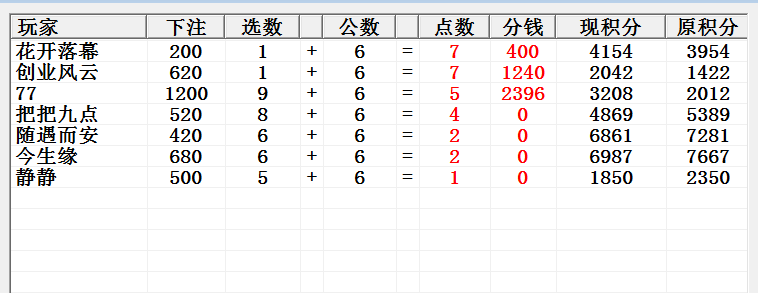 玩家 下注 选数 公数 点数 分钱 现积分 原积分
花开落幕 200 1 + 6 = 7 400 4154 3954
创业风云 620 1 + 6 = 7 1240 2042 1422
77 1200 9 + 6 = 5 2396 3208 2012
把把九点 520 8 + 6 = 4 0 4869 5389
随遇而安 420 6 + 6 = 2 0 6861 7281
今生缘 680 6 + 6 = 2 0 6987 7667
静静 500 5 + 6 = 1 0 1850 2350